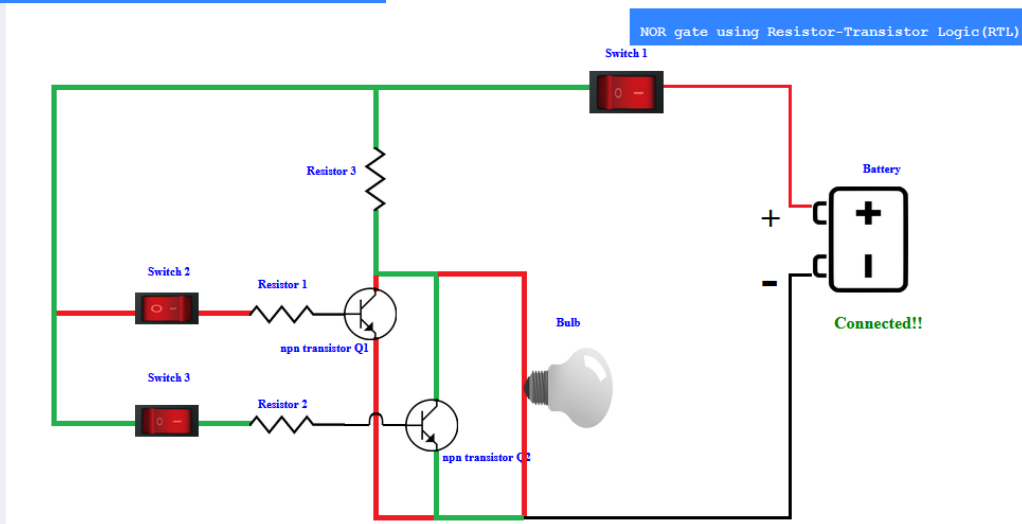 NOR gate using Resistor-Transistor Logic(RTL)
Switch 1
Resistor 3
Battery
+
-
Switch 2
Resistor 1
npn transistor Q1
Bulb
Connected!!
Switch 3
Resistor 2
npn transistor Q2